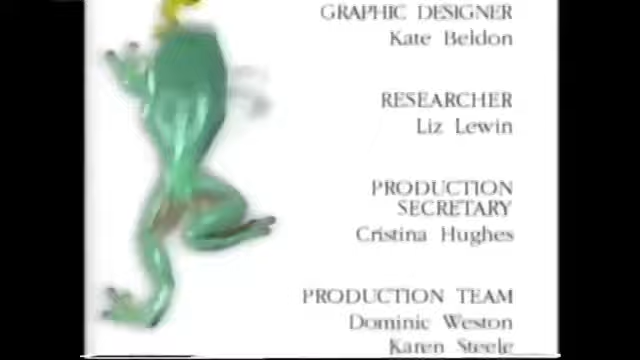 GRAPHIC DESIGNER
Kate Beldon
RESEARCHER
Liz Lewin
PRODUCTION
SECRETARY
Cristina Hughes
PRODUCTION TEAM
Dominic Weston
Karen Steele